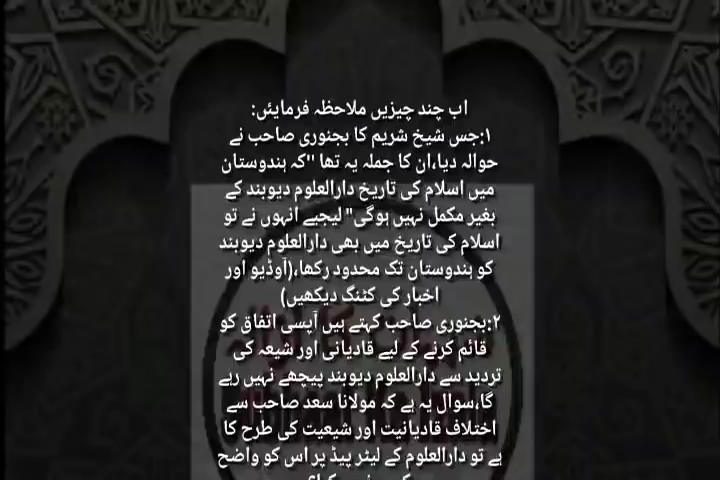 اب چند چیزیں ملاحظہ فرمایئں:
۱:جس شیخ شریم کا بجنوری صاحب نے
حوالہ دیا،ان کا جملہ یہ تھا "کہ ہندوستان
میں اسلام کی تاریخ دارالعلوم دیوبند کے
بغیر مکمل نہیں ہوگی" لیجیے انہوں نے تو
اسلام کی تاریخ میں بھی دارالعلوم دیوبند
کو ہندوستان تک محدود رکھا،(آوڈیو اور
اخبار کی کٹنگ دیکھیں)
۲:بجنوری صاحب کہتے ہیں آپسی اتفاق کو
قائم کرنے کے لیے قادیانی اور شیعہ کی
تردید سے دارالعلوم دیوبند پیچھے نہیں رہے
گا،سوال یہ ہے کہ مولانا سعد صاحب سے
اختلاف قادیانیت اور شیعیت کی طرح کا
ہے تو دارالعلوم کے لیٹر پیڈ پر اس کو واضح